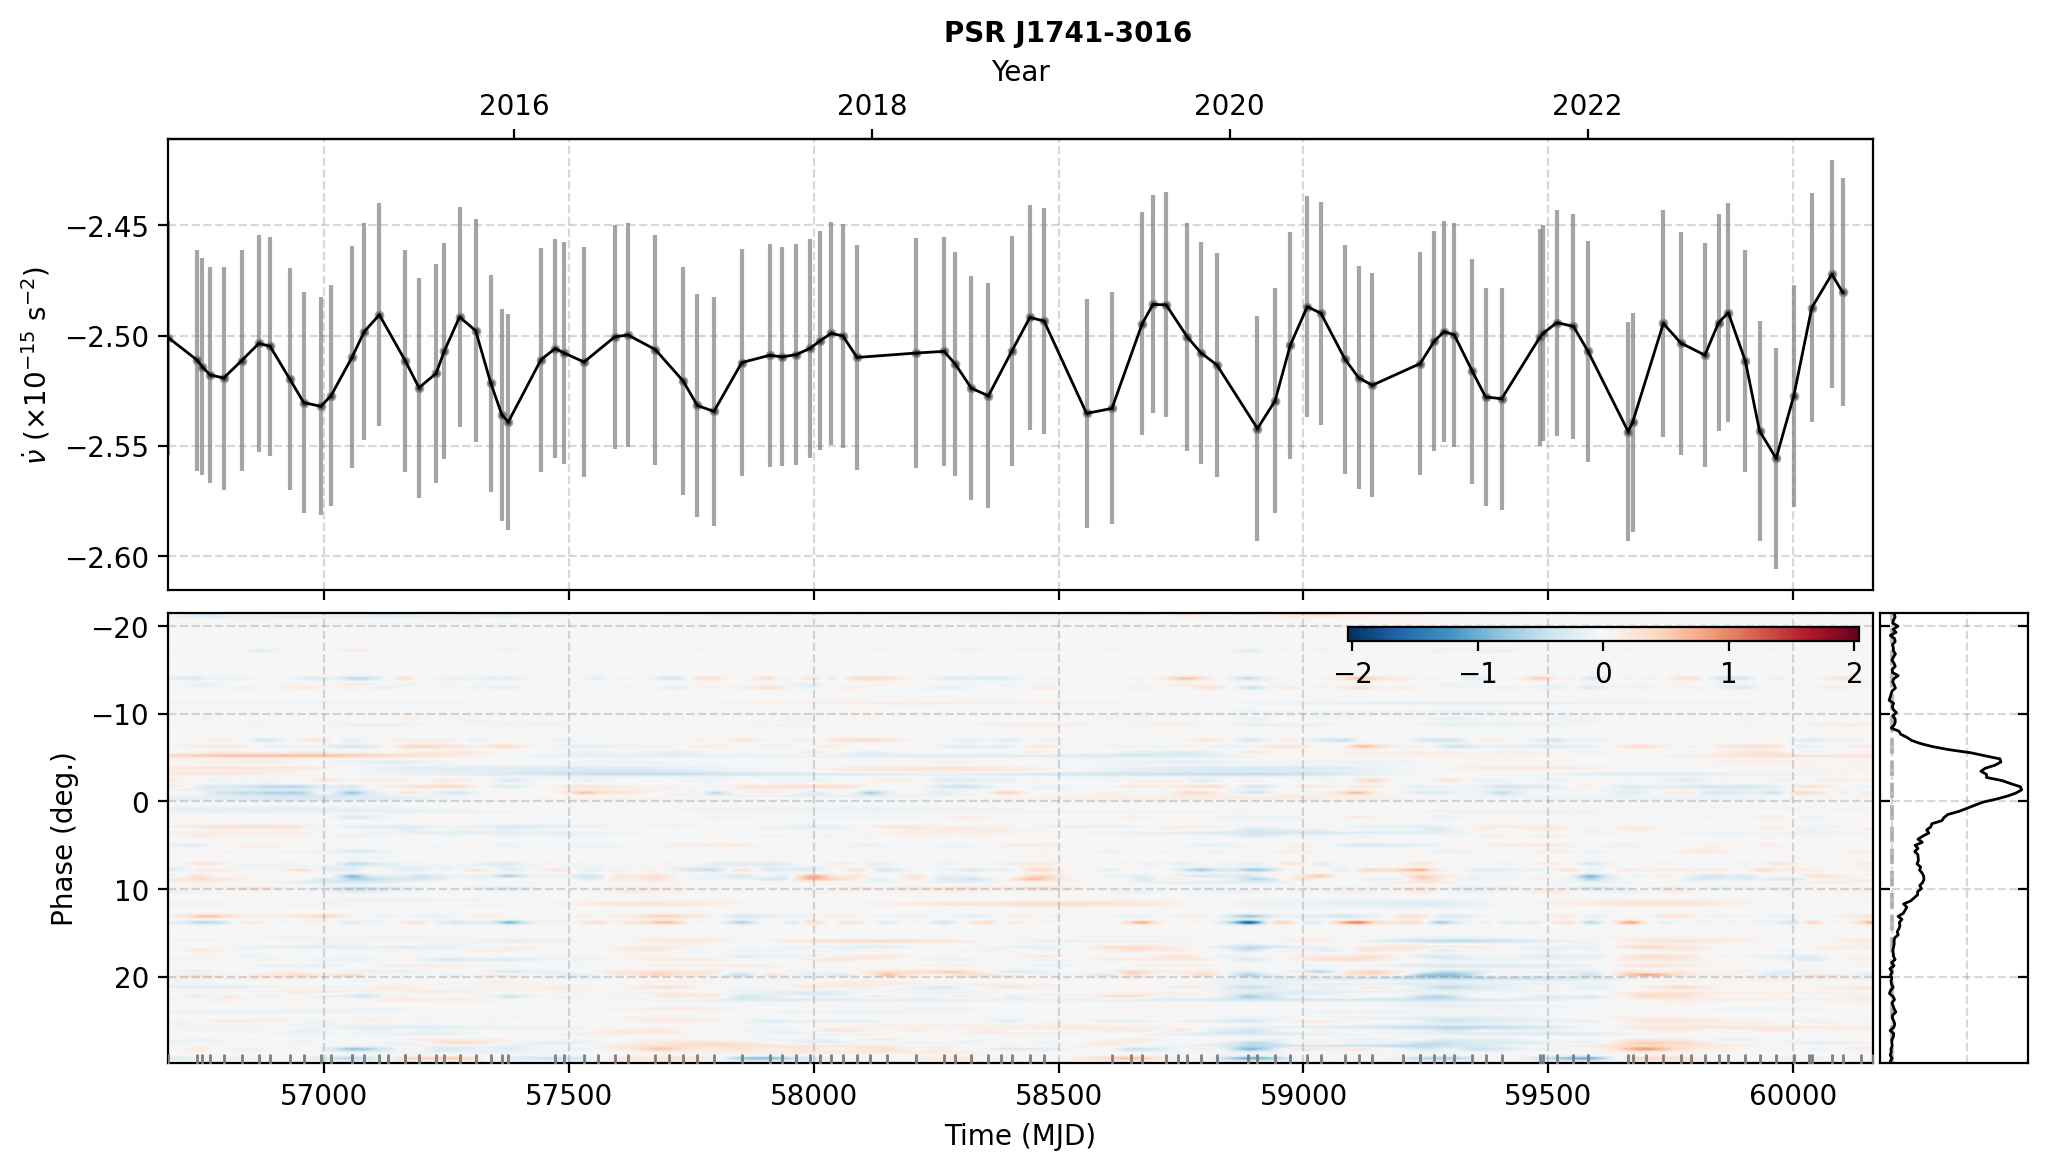 PSR J1741-3016
Year
2016 2018 2020 2022
−2.45
−2.50
−2.55
−2.60
ν̇ (×10⁻¹⁵ s⁻²)
−20
−10
0
10
20
Phase (deg.)
−2 −1 0 1 2
57000 57500 58000 58500 59000 59500 60000
Time (MJD)